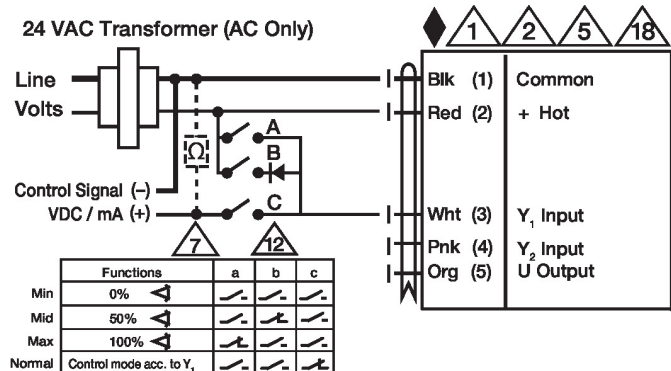 24 VAC Transformer (AC Only)
1 2 5 18
Line
Volts
Blk (1) Common
Red (2) + Hot
A
Ω
B
Control Signal (–)
VDC / mA (+)
C
Wht (3) Y₁ Input
7
12
Pnk (4) Y₂ Input
Org (5) U Output
Functions a b c
Min 0%
Mid 50%
Max 100%
Normal Control mode acc. to Y₁